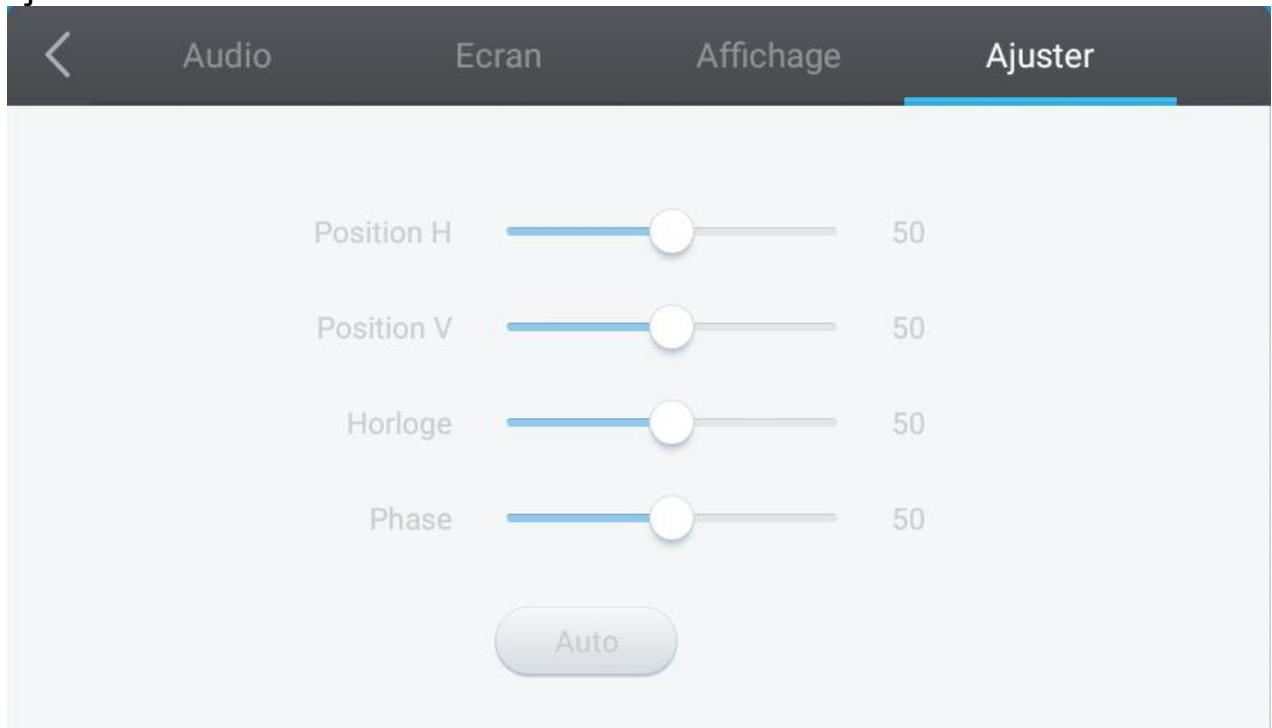 Audio Ecran Affichage Ajuster
Position H 50
Position V 50
Horloge 50
Phase 50
Auto